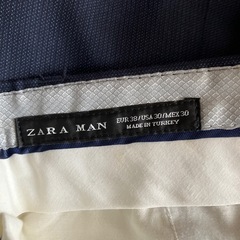 ZARA MAN
EUR 38/USA 30/MEX 30
MADE IN TURKEY